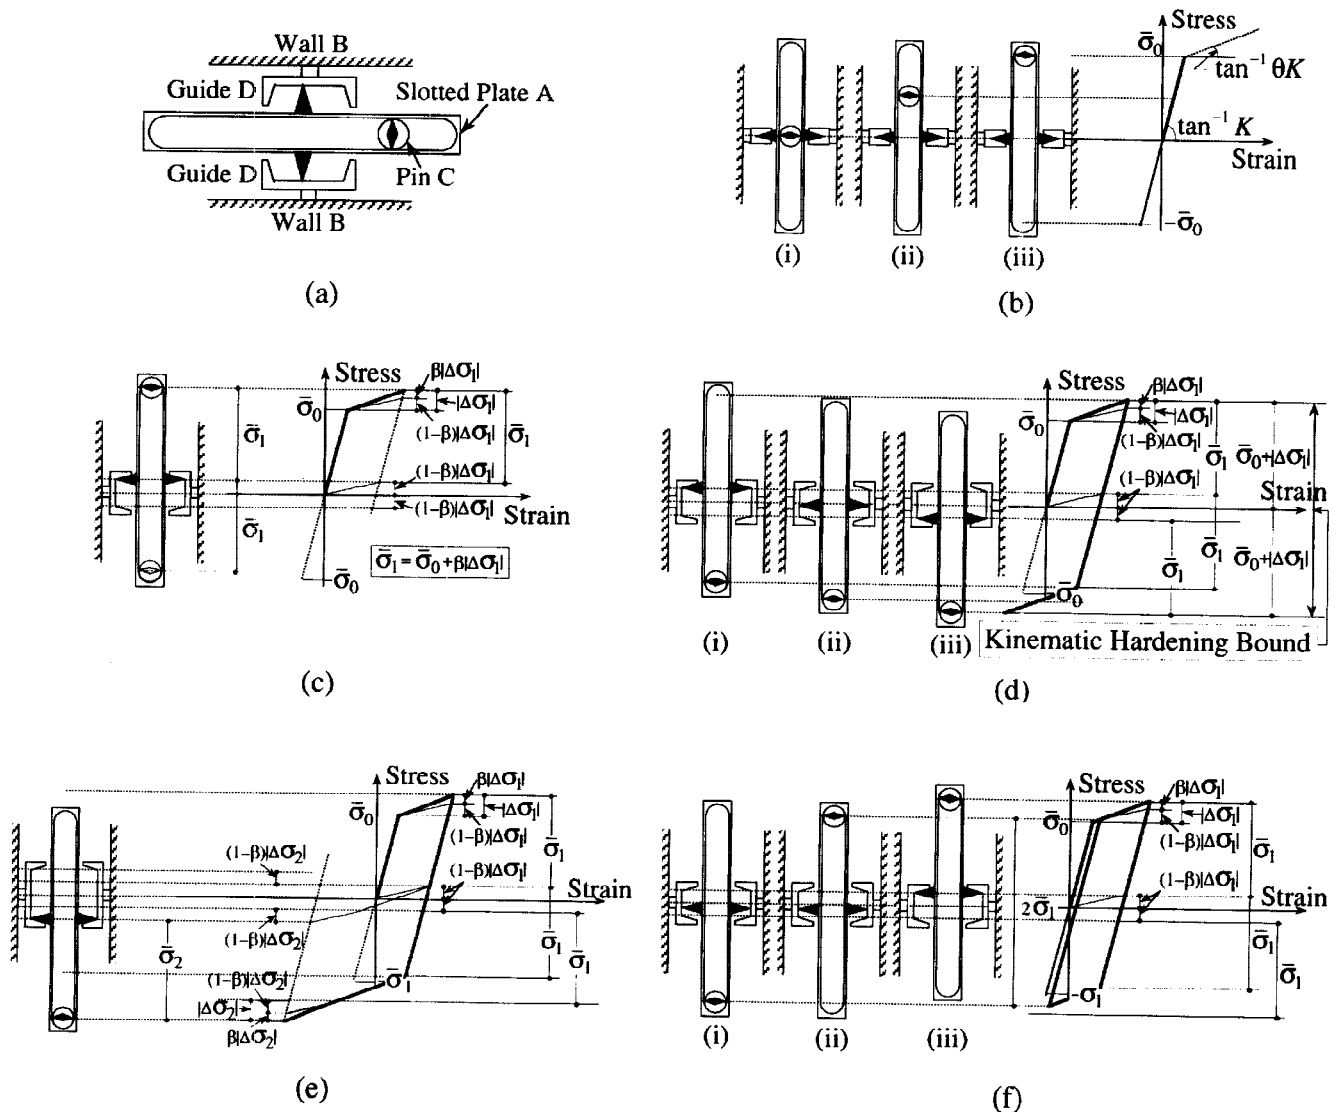 Wall B
Guide D
Slotted Plate A
Guide D
Pin C
Wall B
(a)
Stress
σ̄₀
tan⁻¹ θK
tan⁻¹ K
Strain
-σ̄₀
(i)
(ii)
(iii)
(b)
Stress
β|Δσ₁|
σ̄₀
|Δσ₁|
(1-β)|Δσ₁|
σ̄₁
σ̄₁
(1-β)|Δσ₁|
(1-β)|Δσ₁|
Strain
σ̄₁
σ̄₁ = σ̄₀ + β|Δσ₁|
-σ̄₀
(c)
Stress
β|Δσ₁|
σ̄₀
|Δσ₁|
(1-β)|Δσ₁|
σ̄₁
σ̄₀+|Δσ₁|
(1-β)|Δσ₁|
Strain
(1-β)|Δσ₁|
σ̄₁
σ̄₁
σ̄₀+|Δσ₁|
-σ̄₀
(i)
(ii)
(iii)
Kinematic Hardening Bound
(d)
Stress
β|Δσ₁|
σ̄₀
|Δσ₁|
(1-β)|Δσ₁|
σ̄₁
(1-β)|Δσ₂|
(1-β)|Δσ₁|
Strain
(1-β)|Δσ₂|
σ̄₂
σ̄₁
σ̄₁
(1-β)|Δσ₂|
-σ̄₁
|Δσ₂|
β|Δσ₂|
(e)
Stress
β|Δσ₁|
σ̄₀
|Δσ₁|
(1-β)|Δσ₁|
σ̄₁
(1-β)|Δσ₁|
2σ̄₁
Strain
σ̄₁
σ̄₁
-σ₁
(i)
(ii)
(iii)
(f)